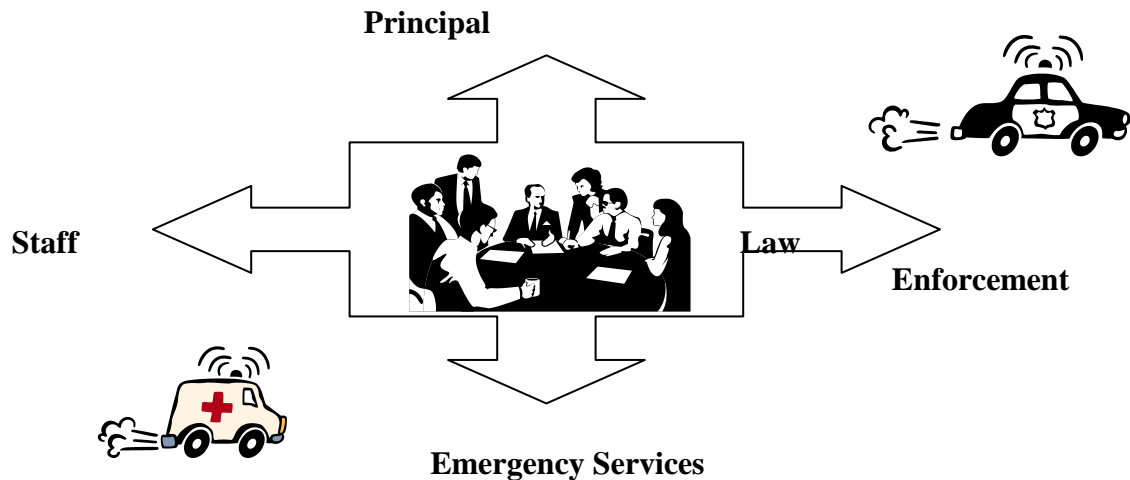 Principal
Staff
Law
Enforcement
Emergency Services